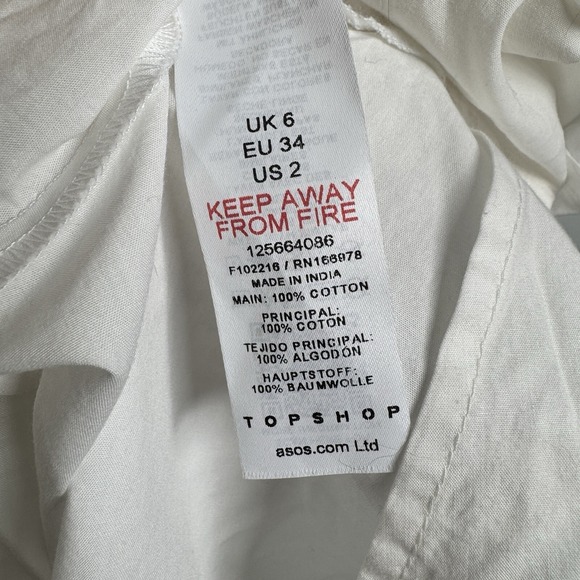 UK 6
EU 34
US 2
KEEP AWAY
FROM FIRE
125664086
F102216 / RN166978
MADE IN INDIA
MAIN: 100% COTTON
PRINCIPAL:
100% COTON
TEJIDO PRINCIPAL:
100% ALGODÓN
HAUPTSTOFF:
100% BAUMWOLLE
TOPSHOP
asos.com Ltd